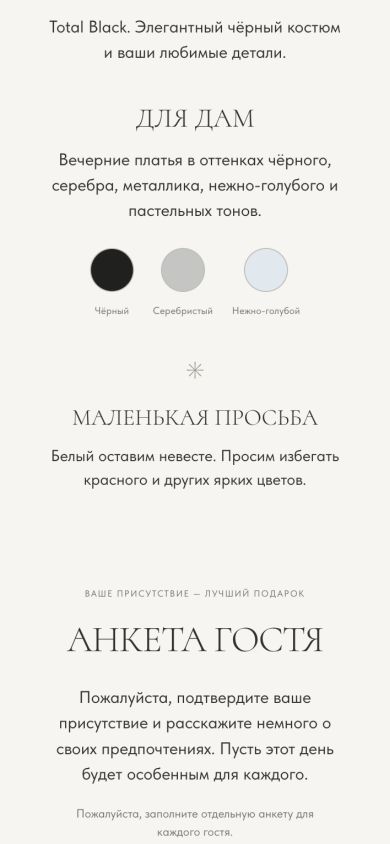 Total Black. Элегантный чёрный костюм
и ваши любимые детали.
ДЛЯ ДАМ
Вечерние платья в оттенках чёрного,
серебра, металлика, нежно-голубого и
пастельных тонов.
Чёрный Серебристый Нежно-голубой
МАЛЕНЬКАЯ ПРОСЬБА
Белый оставим невесте. Просим избегать
красного и других ярких цветов.
ВАШЕ ПРИСУТСТВИЕ — ЛУЧШИЙ ПОДАРОК
АНКЕТА ГОСТЯ
Пожалуйста, подтвердите ваше
присутствие и расскажите немного о
своих предпочтениях. Пусть этот день
будет особенным для каждого.
Пожалуйста, заполните отдельную анкету для
каждого гостя.